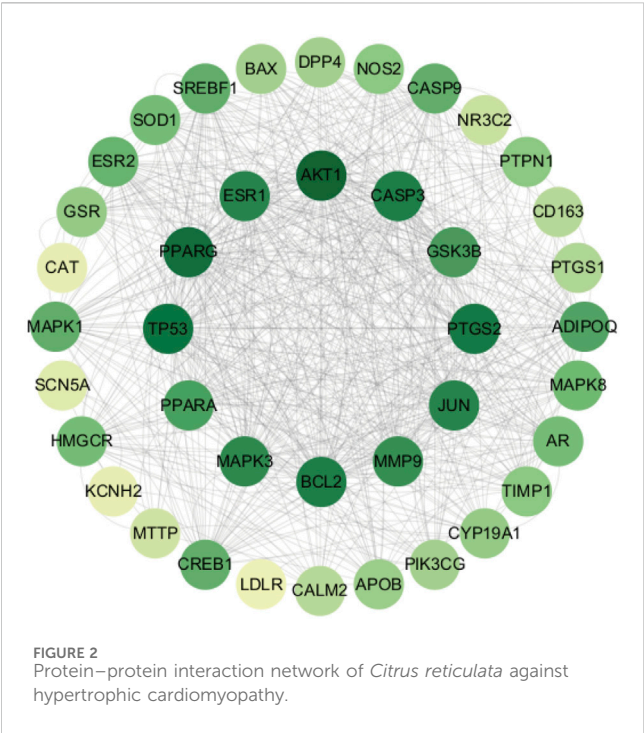 DPP4
BAX
NOS2
SREBF1
CASP9
SOD1
NR3C2
ESR2
PTPN1
AKT1
ESR1
CASP3
GSR
CD163
PPARG
GSK3B
CAT
PTGS1
MAPK1
TP53
PTGS2
ADIPOQ
SCN5A
MAPK8
PPARA
JUN
HMGCR
AR
MAPK3
MMP9
BCL2
KCNH2
TIMP1
MTTP
CYP19A1
CREB1
PIK3CG
LDLR
CALM2
APOB
FIGURE 2
Protein–protein interaction network of Citrus reticulata against
hypertrophic cardiomyopathy.